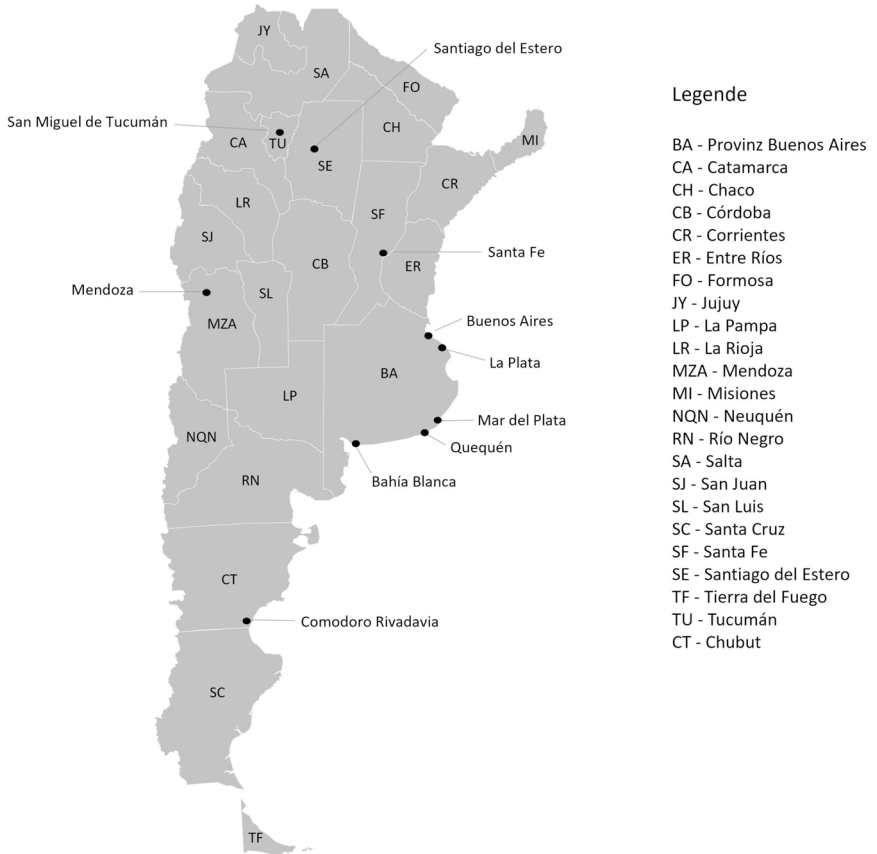 JY
Santiago del Estero
SA
FO
San Miguel de Tucumán
CH
MI
CA
TU
SE
CR
LR
SF
SJ
Santa Fe
CB
ER
Mendoza
SL
MZA
Buenos Aires
La Plata
BA
LP
Mar del Plata
NQN
Quequén
RN
Bahía Blanca
CT
Comodoro Rivadavia
SC
TF
Legende
BA - Provinz Buenos Aires
CA - Catamarca
CH - Chaco
CB - Córdoba
CR - Corrientes
ER - Entre Ríos
FO - Formosa
JY - Jujuy
LP - La Pampa
LR - La Rioja
MZA - Mendoza
MI - Misiones
NQN - Neuquén
RN - Río Negro
SA - Salta
SJ - San Juan
SL - San Luis
SC - Santa Cruz
SF - Santa Fe
SE - Santiago del Estero
TF - Tierra del Fuego
TU - Tucumán
CT - Chubut